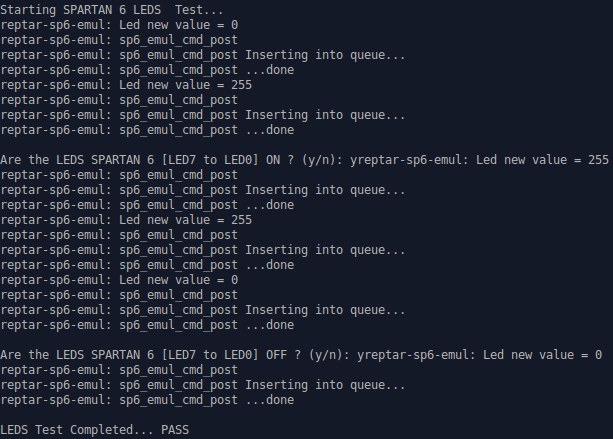 Starting SPARTAN 6 LEDS  Test...
reptar-sp6-emul: Led new value = 0
reptar-sp6-emul: sp6_emul_cmd_post
reptar-sp6-emul: sp6_emul_cmd_post Inserting into queue...
reptar-sp6-emul: sp6_emul_cmd_post ...done
reptar-sp6-emul: Led new value = 255
reptar-sp6-emul: sp6_emul_cmd_post
reptar-sp6-emul: sp6_emul_cmd_post Inserting into queue...
reptar-sp6-emul: sp6_emul_cmd_post ...done
Are the LEDS SPARTAN 6 [LED7 to LED0] ON ? (y/n): yreptar-sp6-emul: Led new value = 255
reptar-sp6-emul: sp6_emul_cmd_post
reptar-sp6-emul: sp6_emul_cmd_post Inserting into queue...
reptar-sp6-emul: sp6_emul_cmd_post ...done
reptar-sp6-emul: Led new value = 255
reptar-sp6-emul: sp6_emul_cmd_post
reptar-sp6-emul: sp6_emul_cmd_post Inserting into queue...
reptar-sp6-emul: sp6_emul_cmd_post ...done
reptar-sp6-emul: Led new value = 0
reptar-sp6-emul: sp6_emul_cmd_post
reptar-sp6-emul: sp6_emul_cmd_post Inserting into queue...
reptar-sp6-emul: sp6_emul_cmd_post ...done
Are the LEDS SPARTAN 6 [LED7 to LED0] OFF ? (y/n): yreptar-sp6-emul: Led new value = 0
reptar-sp6-emul: sp6_emul_cmd_post
reptar-sp6-emul: sp6_emul_cmd_post Inserting into queue...
reptar-sp6-emul: sp6_emul_cmd_post ...done
LEDS Test Completed... PASS